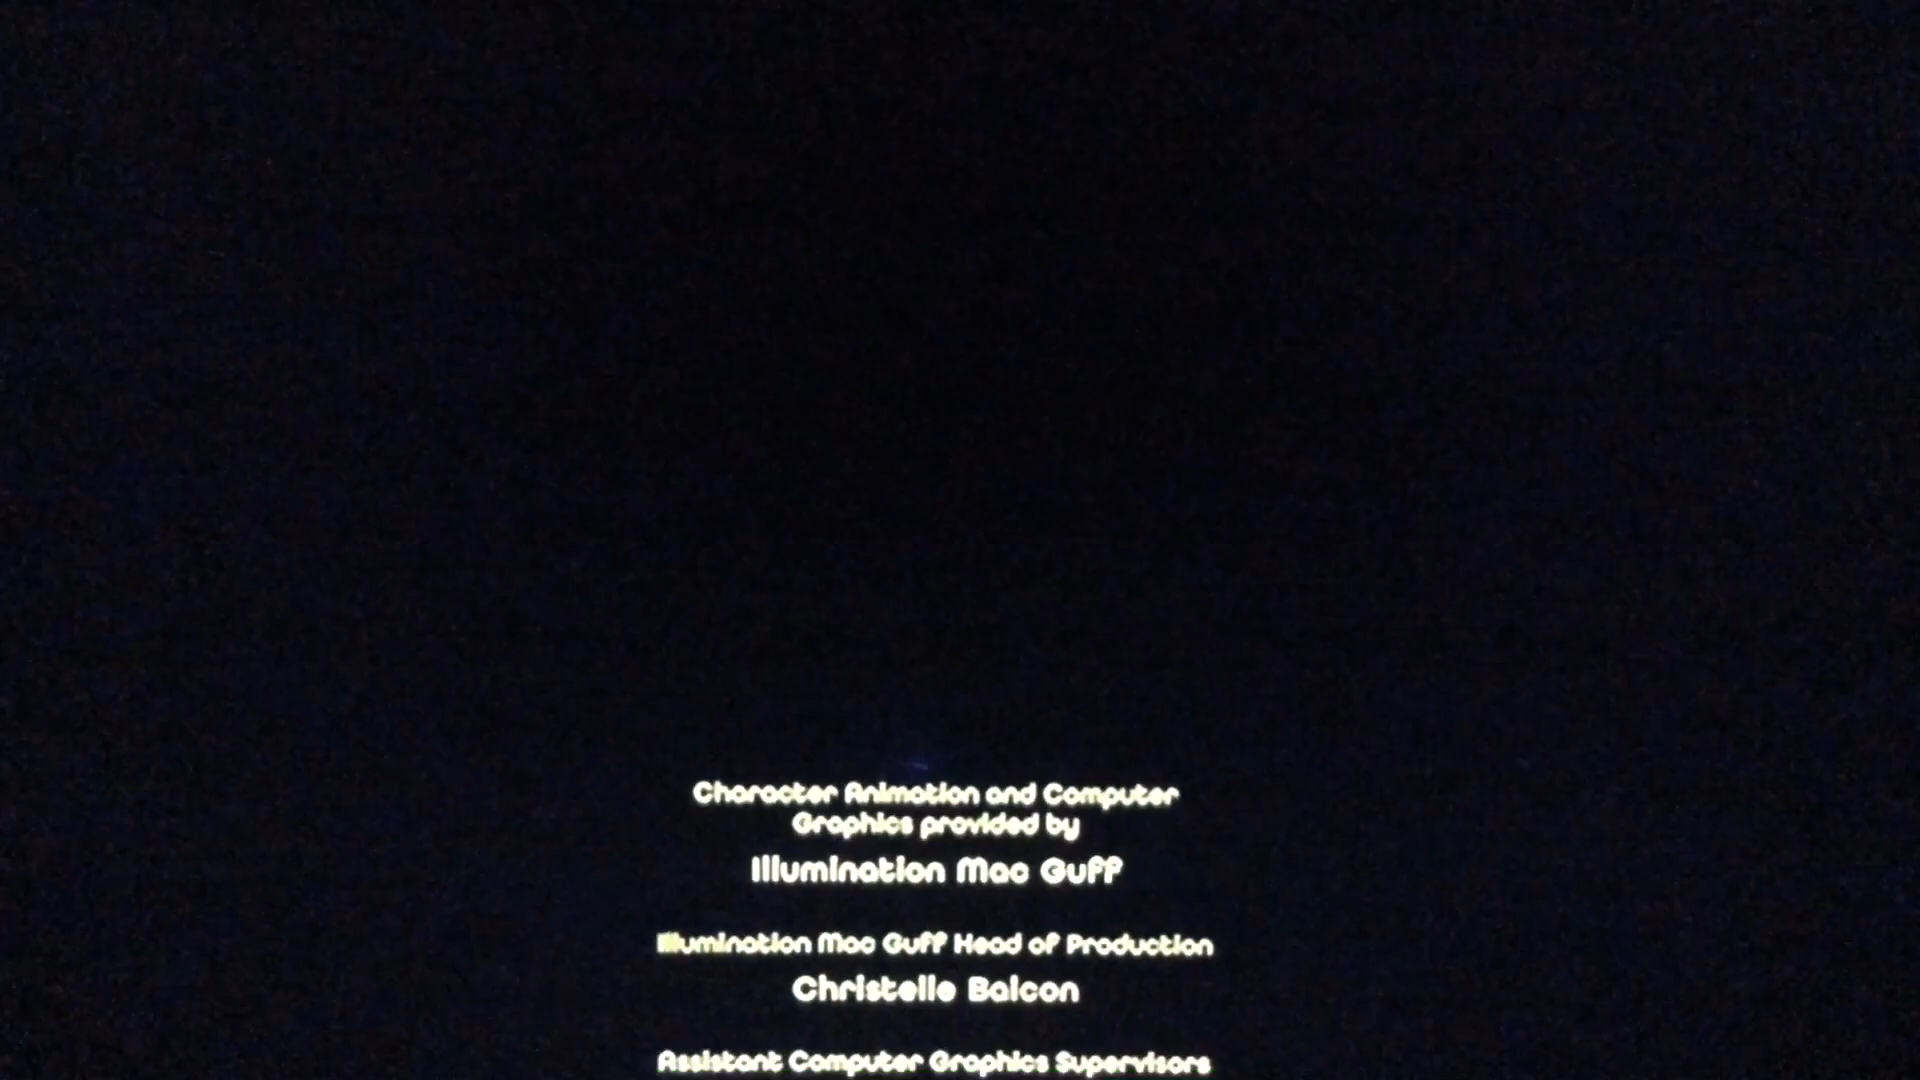 Character Animation and Computer
Graphics provided by
Illumination Mac Guff
Illumination Mac Guff Head of Production
Christelle Balcon
Assistant Computer Graphics Supervisors